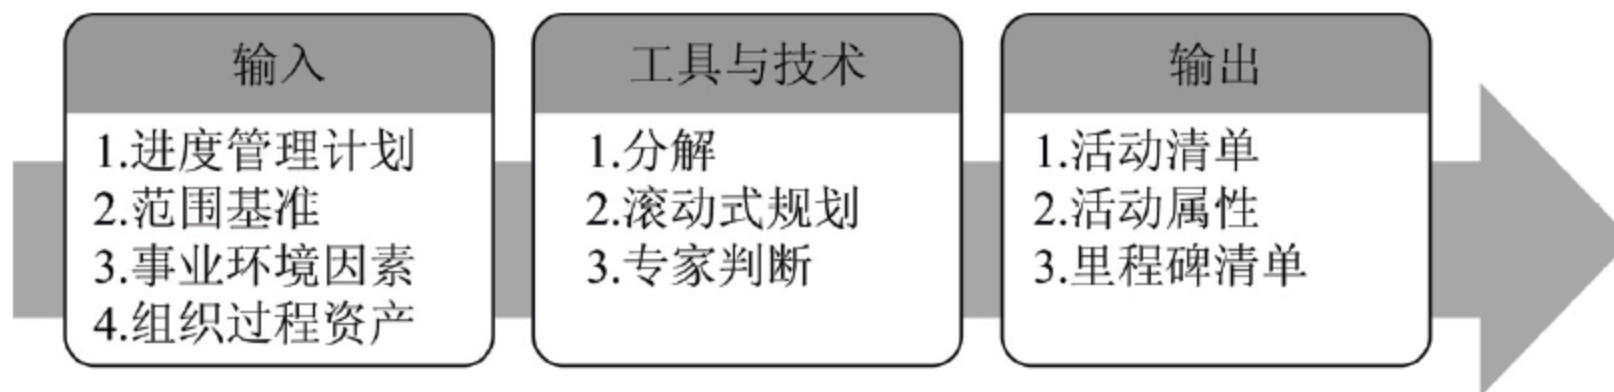 输入
1.进度管理计划
2.范围基准
3.事业环境因素
4.组织过程资产
工具与技术
1.分解
2.滚动式规划
3.专家判断
输出
1.活动清单
2.活动属性
3.里程碑清单